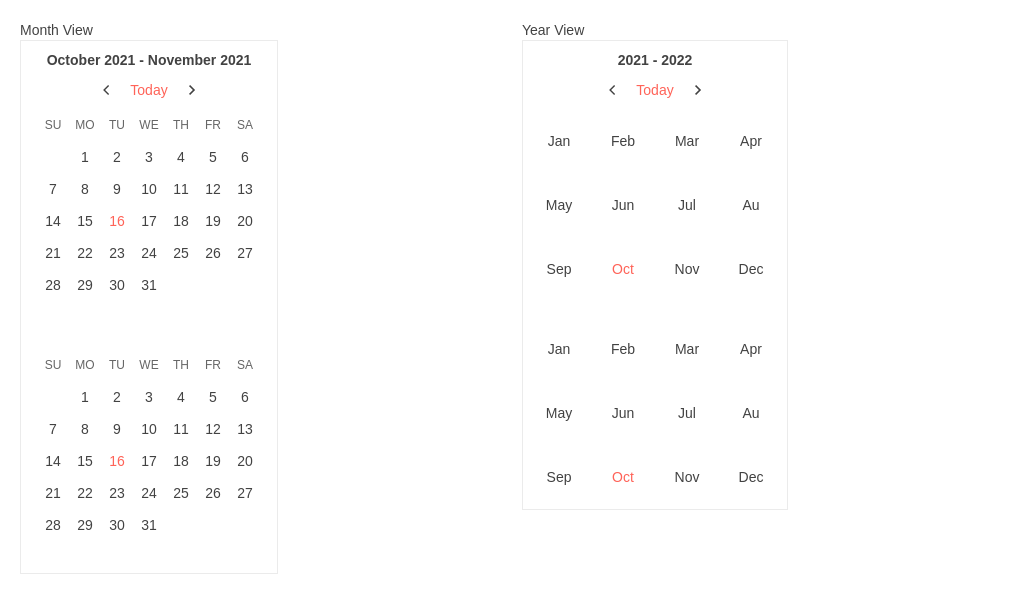 Month View
October 2021 - November 2021
Today
SU MO TU WE TH FR SA
1 2 3 4 5 6
7 8 9 10 11 12 13
14 15 16 17 18 19 20
21 22 23 24 25 26 27
28 29 30 31
SU MO TU WE TH FR SA
1 2 3 4 5 6
7 8 9 10 11 12 13
14 15 16 17 18 19 20
21 22 23 24 25 26 27
28 29 30 31
Year View
2021 - 2022
Today
Jan Feb Mar Apr
May Jun Jul Au
Sep Oct Nov Dec
Jan Feb Mar Apr
May Jun Jul Au
Sep Oct Nov Dec